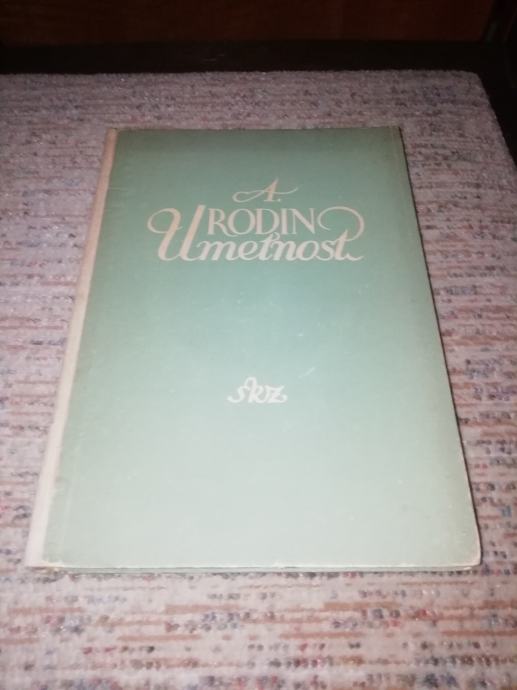 A.
RODIN
Umetnost
skz